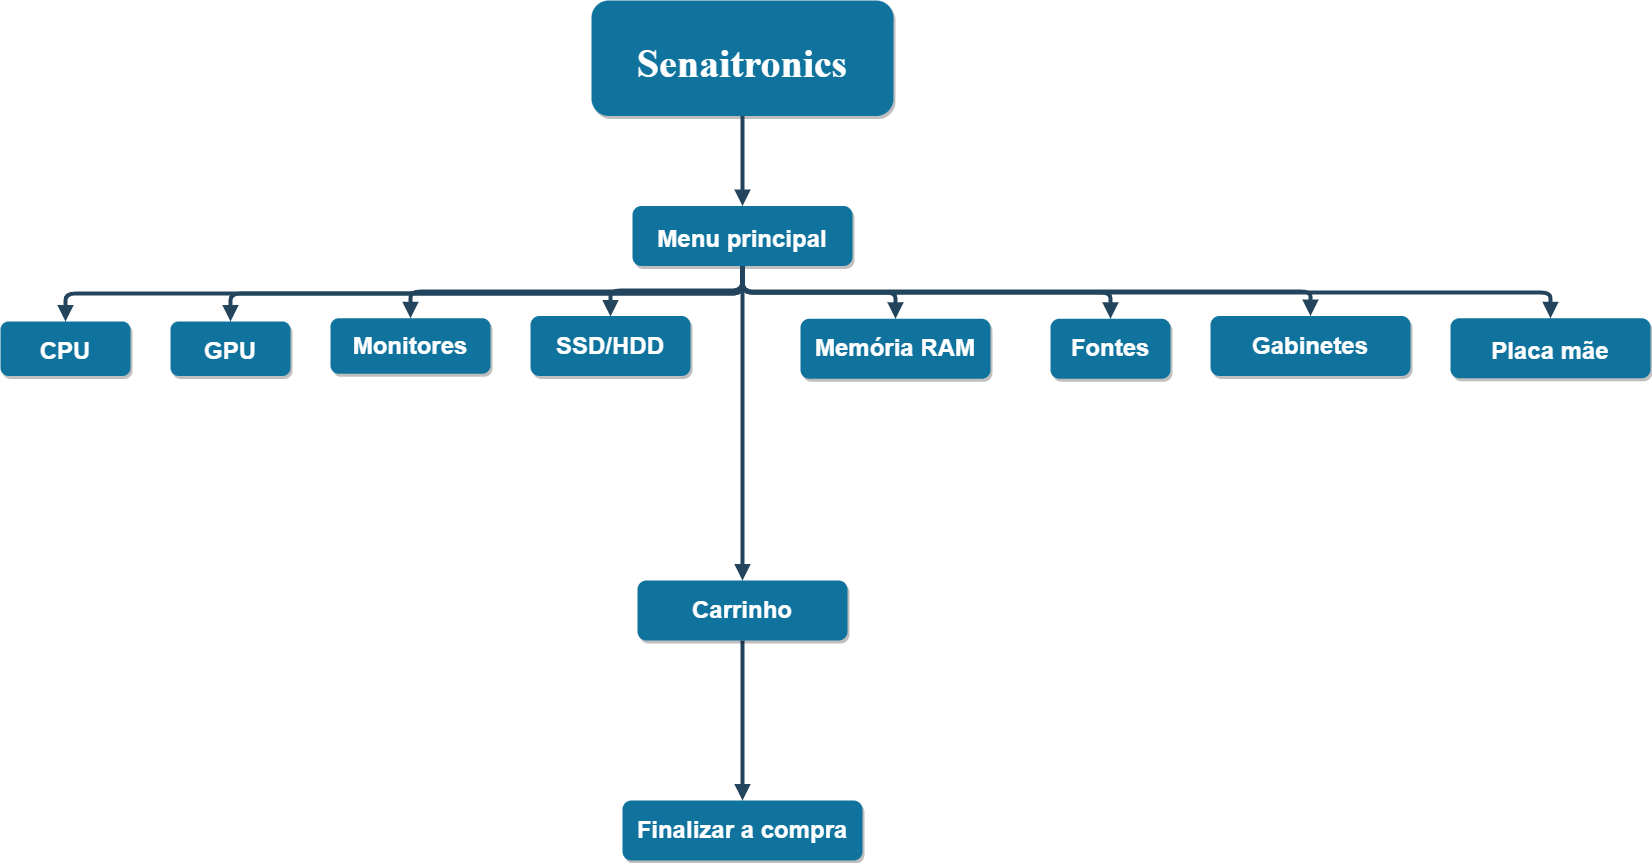 Senaitronics
Menu principal
CPU
GPU
Monitores
SSD/HDD
Memória RAM
Fontes
Gabinetes
Placa mãe
Carrinho
Finalizar a compra